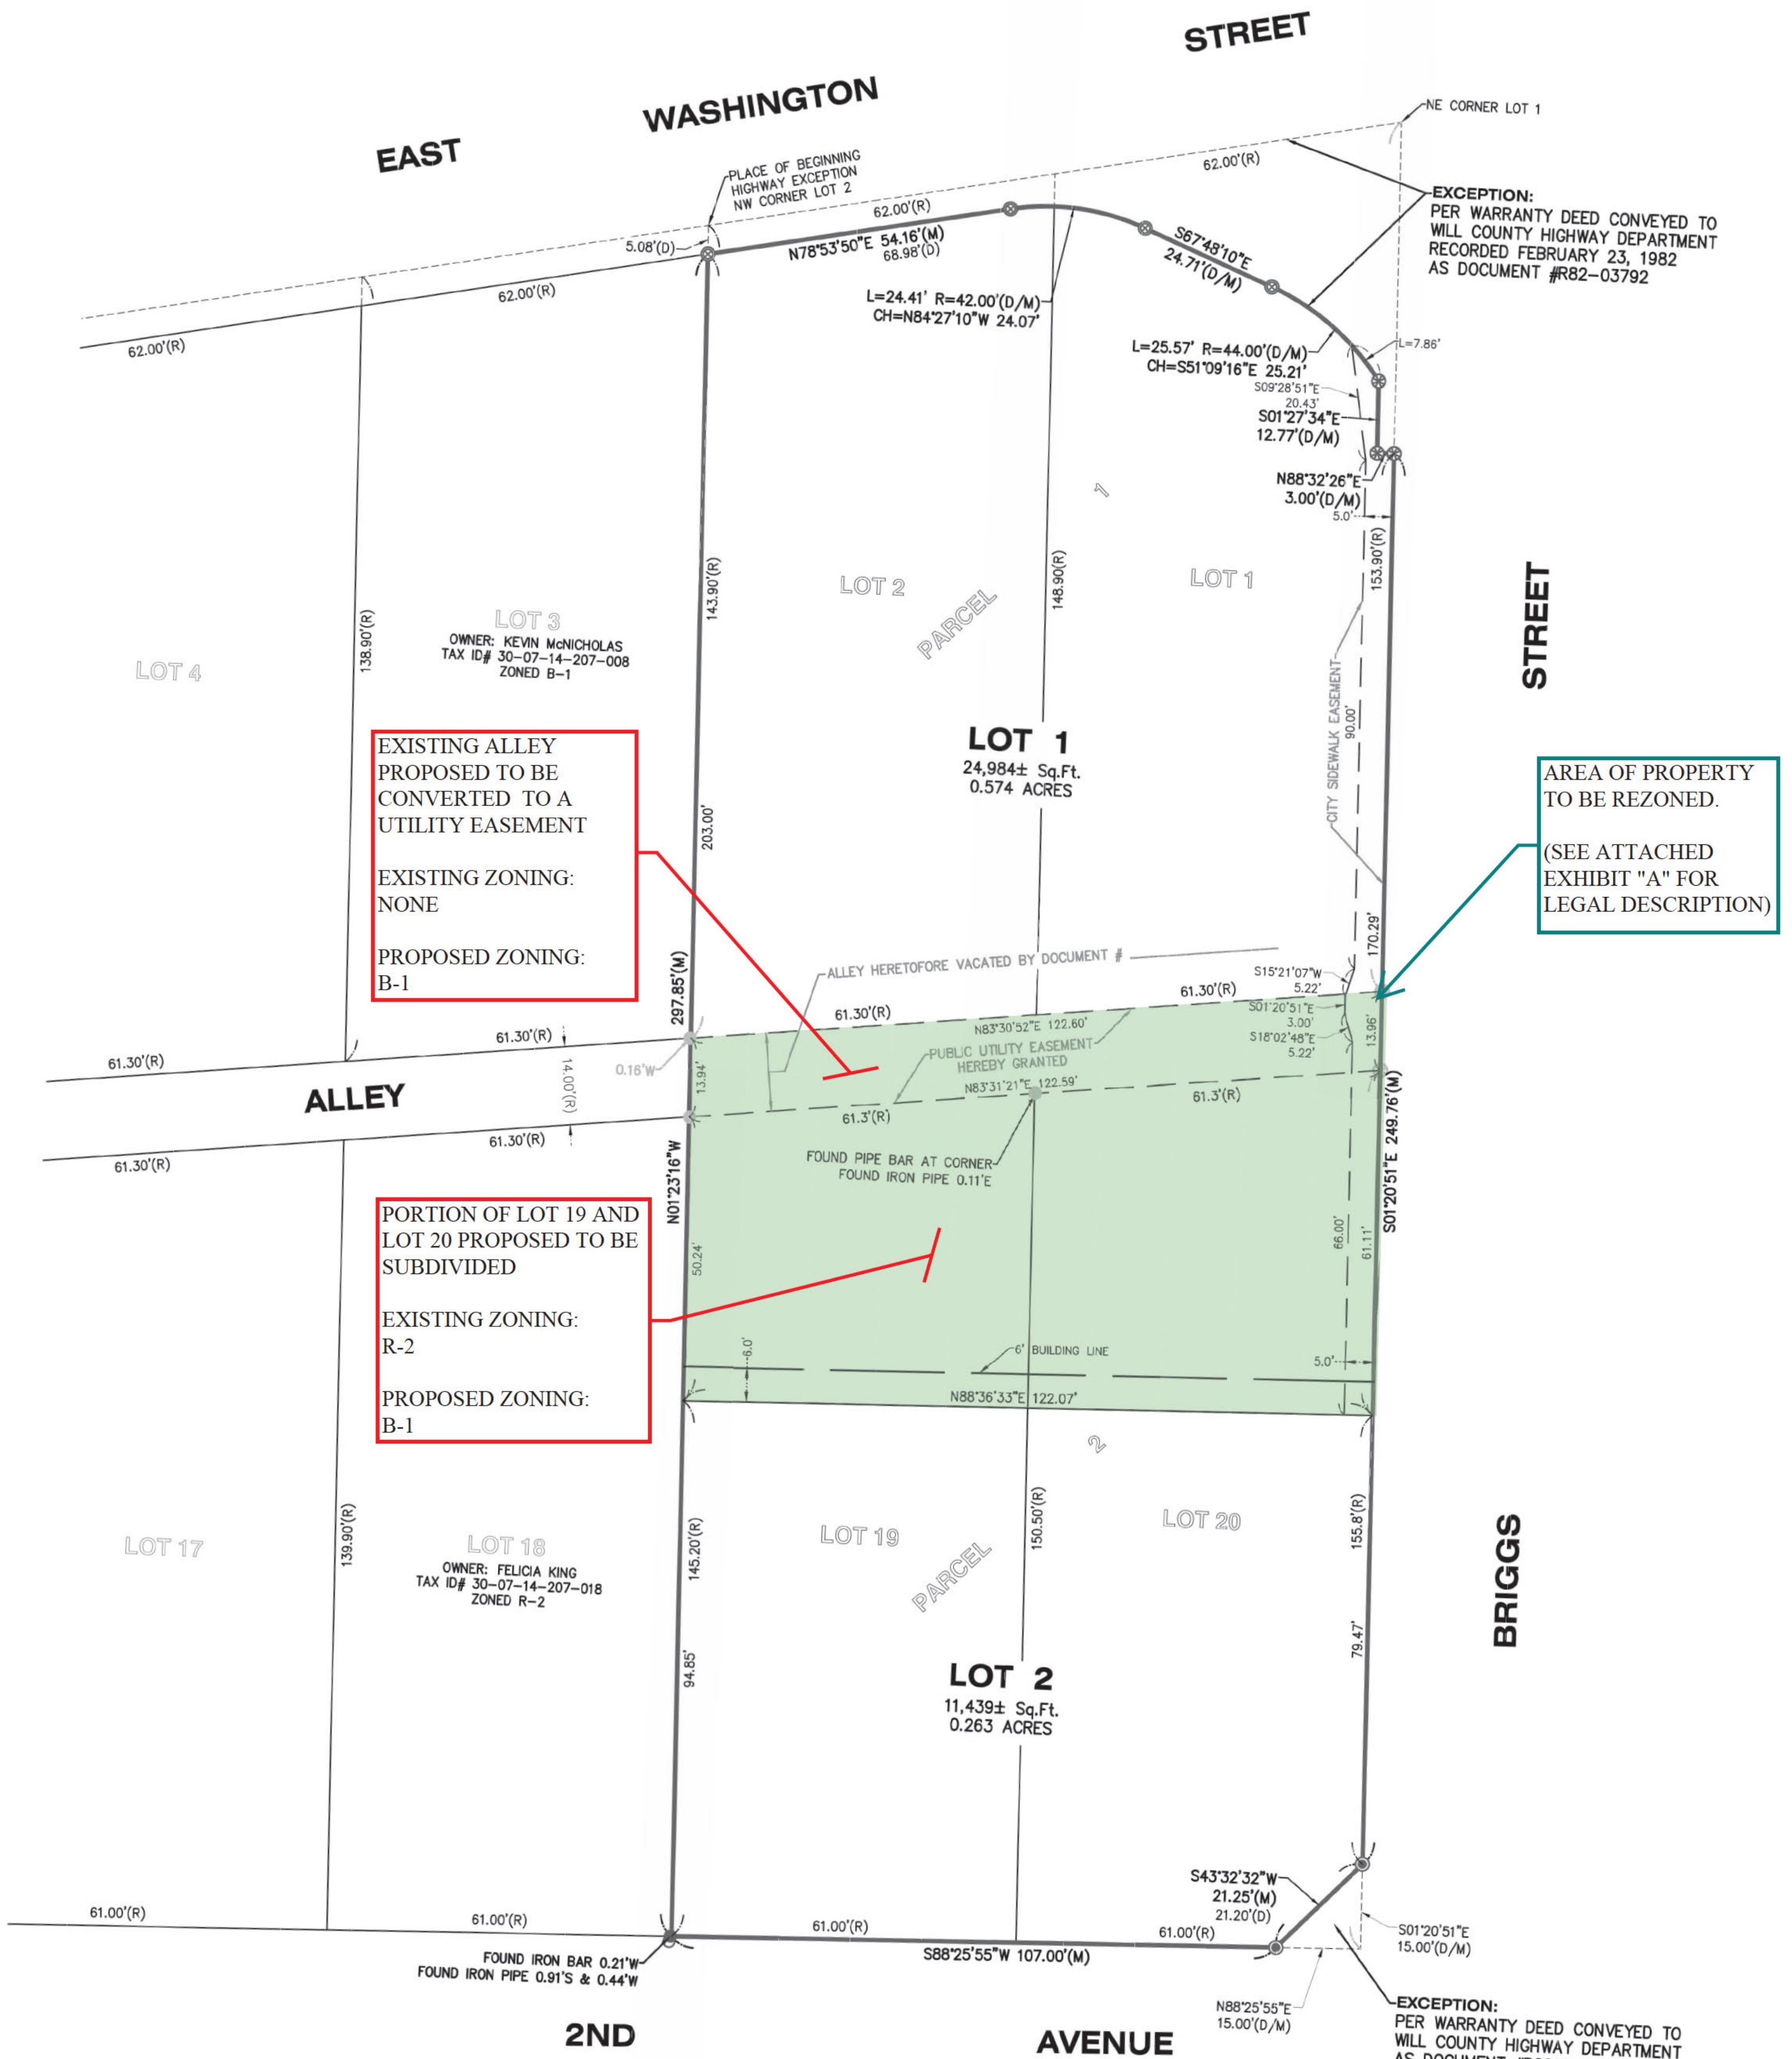 STREET
WASHINGTON
EAST
NE CORNER LOT 1
PLACE OF BEGINNING
HIGHWAY EXCEPTION
NW CORNER LOT 2
62.00'(R)
EXCEPTION:
PER WARRANTY DEED CONVEYED TO
WILL COUNTY HIGHWAY DEPARTMENT
RECORDED FEBRUARY 23, 1982
AS DOCUMENT #R82-03792
62.00'(R)
5.08'(D)
N78°53'50"E 54.16'(M)
68.98'(D)
S67°48'10"E
24.71'(D/M)
62.00'(R)
62.00'(R)
L=24.41' R=42.00'(D/M)
CH=N84°27'10"W 24.07'
L=25.57' R=44.00'(D/M)
CH=S51°09'16"E 25.21'
L=7.86'
S09°28'51"E
20.43'
S01°27'34"E
12.77'(D/M)
N88°32'26"E
3.00'(D/M)
5.0'
1
153.90'(R)
143.90'(R)
148.90(R)
138.90'(R)
LOT 2
LOT 1
PARCEL
LOT 3
OWNER: KEVIN McNICHOLAS
TAX ID# 30-07-14-207-008
ZONED B-1
LOT 4
STREET
CITY SIDEWALK EASEMENT
90.00'
LOT 1
24,984± Sq.Ft.
0.574 ACRES
203.00'
EXISTING ALLEY
PROPOSED TO BE
CONVERTED TO A
UTILITY EASEMENT
EXISTING ZONING:
NONE
PROPOSED ZONING:
B-1
AREA OF PROPERTY
TO BE REZONED.
(SEE ATTACHED
EXHIBIT "A" FOR
LEGAL DESCRIPTION)
170.29'
297.85'(M)
ALLEY HERETOFORE VACATED BY DOCUMENT #
S15°21'07"W
5.22'
61.30'(R)
61.30'(R)
S01°20'51"E
3.00'
S18°02'48"E
5.22'
13.96'
N83°30'52"E 122.60'
61.30'(R)
61.30'(R)
14.00'(R)
0.16'W
13.94'
PUBLIC UTILITY EASEMENT
HEREBY GRANTED
N83°31'21"E 122.59'
61.3'(R)
61.3'(R)
ALLEY
61.30'(R)
61.30'(R)
FOUND PIPE BAR AT CORNER
FOUND IRON PIPE 0.11'E
S01°20'51"E 249.76'(M)
N01°23'16"W
PORTION OF LOT 19 AND
LOT 20 PROPOSED TO BE
SUBDIVIDED
EXISTING ZONING:
R-2
PROPOSED ZONING:
B-1
50.24'
66.00'
61.11'
6.0'
6' BUILDING LINE
5.0'
N88°36'33"E 122.07'
2
LOT 17
LOT 18
OWNER: FELICIA KING
TAX ID# 30-07-14-207-018
ZONED R-2
LOT 19
LOT 20
PARCEL
139.90'(R)
145.20'(R)
150.50'(R)
155.8'(R)
BRIGGS
94.85'
79.47'
LOT 2
11,439± Sq.Ft.
0.263 ACRES
S43°32'32"W
21.25'(M)
21.20'(D)
61.00'(R)
61.00'(R)
61.00'(R)
61.00'(R)
S88°25'55"W 107.00'(M)
S01°20'51"E
15.00'(D/M)
FOUND IRON BAR 0.21'W
FOUND IRON PIPE 0.91'S & 0.44'W
N88°25'55"E
15.00'(D/M)
EXCEPTION:
PER WARRANTY DEED CONVEYED TO
WILL COUNTY HIGHWAY DEPARTMENT
2ND
AVENUE